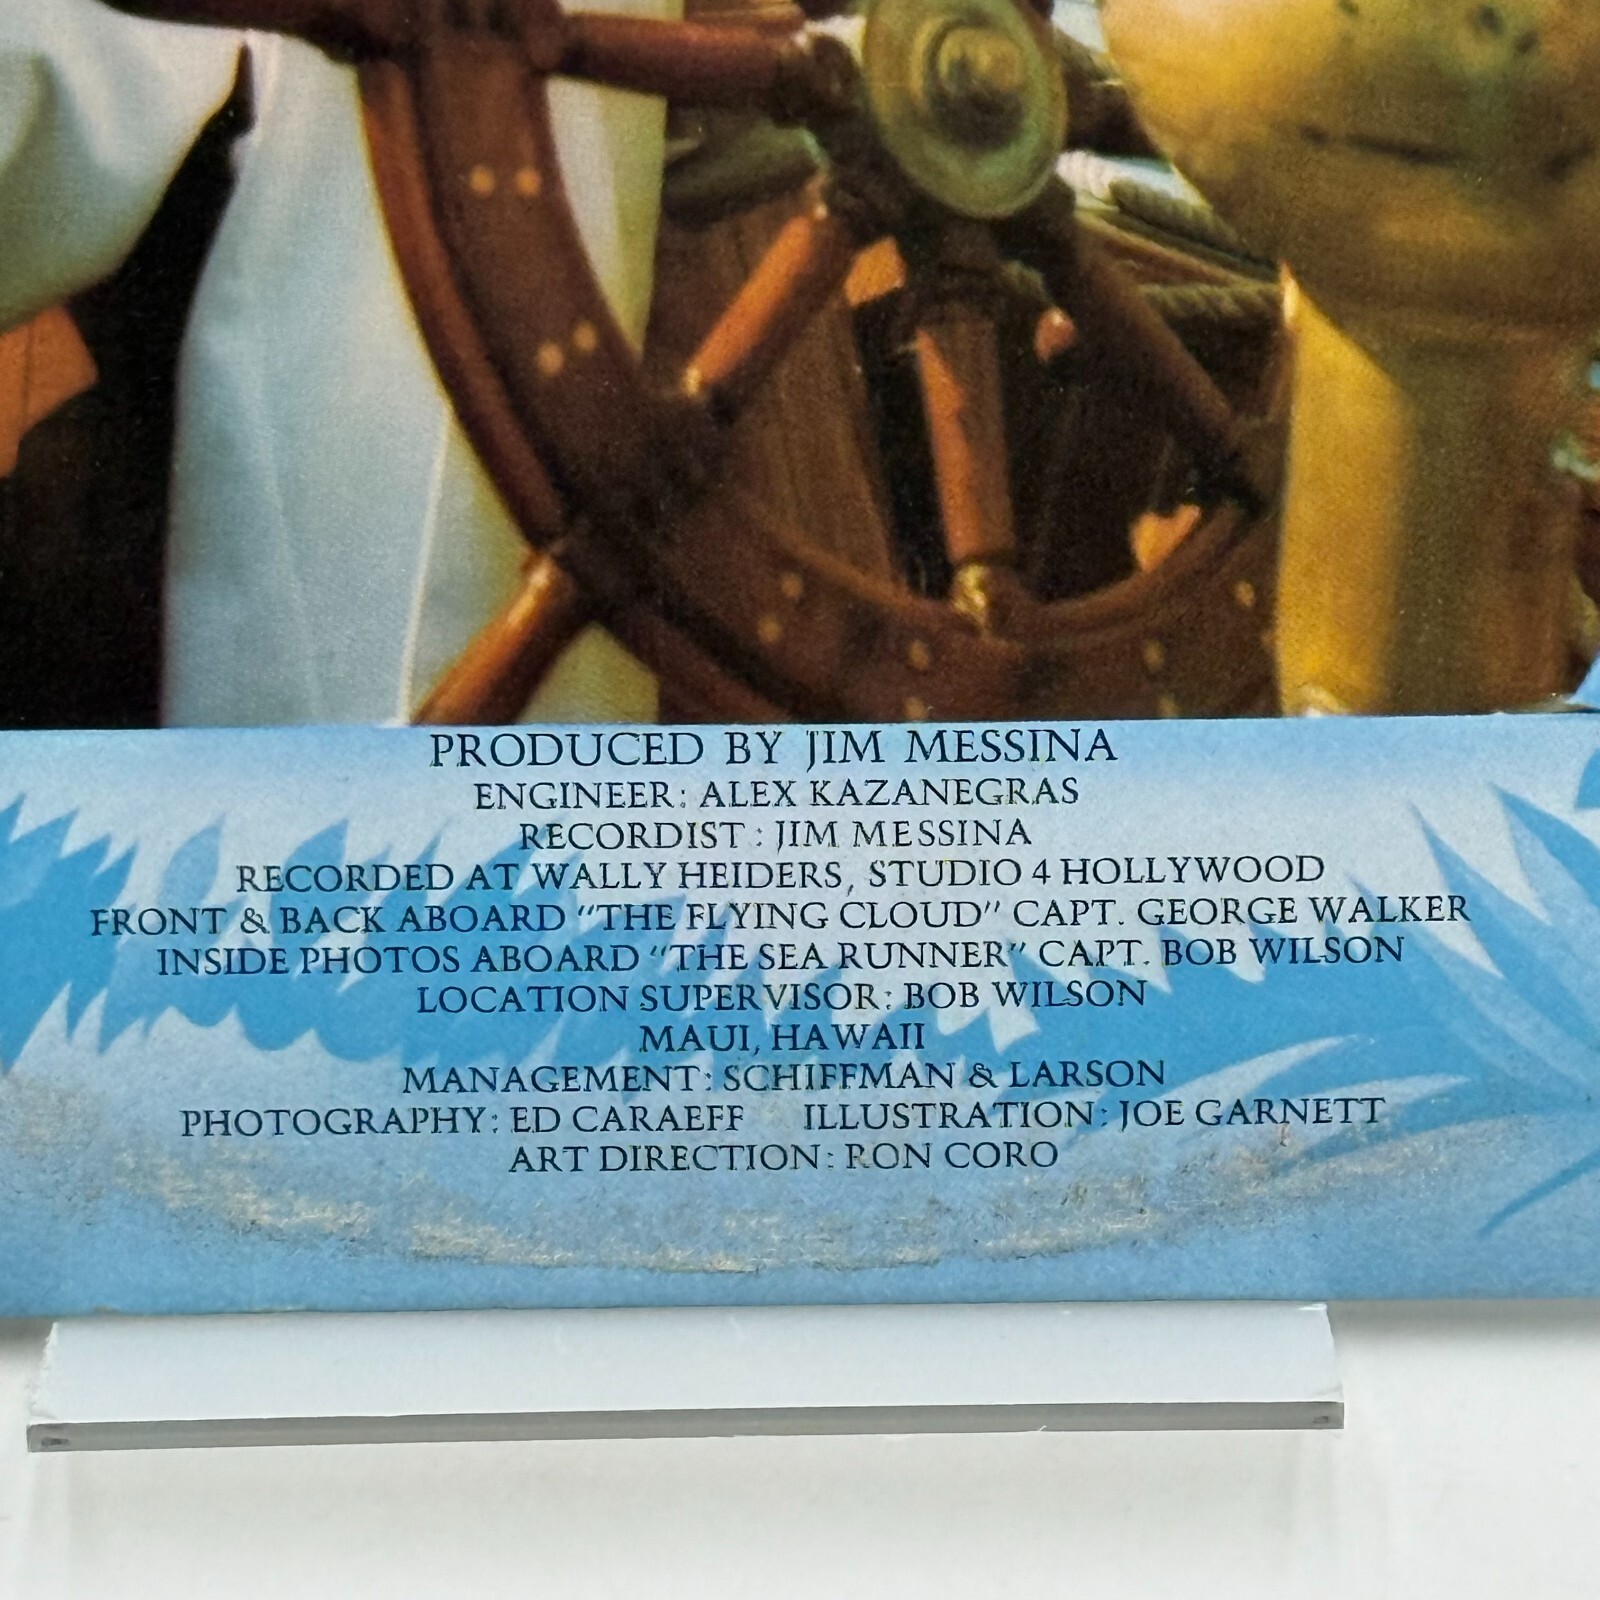 PRODUCED BY JIM MESSINA
ENGINEER: ALEX KAZANEGRAS
RECORDIST: JIM MESSINA
RECORDED AT WALLY HEIDERS, STUDIO 4 HOLLYWOOD
FRONT & BACK ABOARD "THE FLYING CLOUD" CAPT. GEORGE WALKER
INSIDE PHOTOS ABOARD "THE SEA RUNNER" CAPT. BOB WILSON
LOCATION SUPERVISOR: BOB WILSON
MAUI, HAWAII
MANAGEMENT: SCHIFFMAN & LARSON
PHOTOGRAPHY: ED CARAEFF ILLUSTRATION: JOE GARNETT
ART DIRECTION: RON CORO